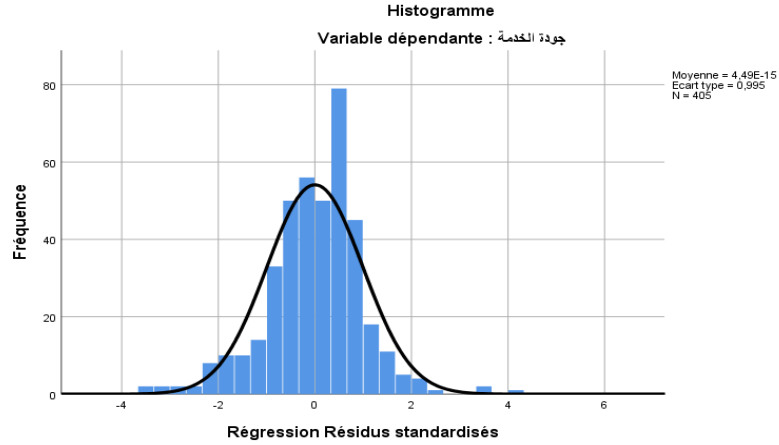 Histogramme
Variable dépendante : جودة الخدمة
Moyenne = 4,49E-15
Ecart type = 0,995
N = 405
Fréquence
80
60
40
20
0
-4
-2
0
2
4
6
Régression Résidus standardisés